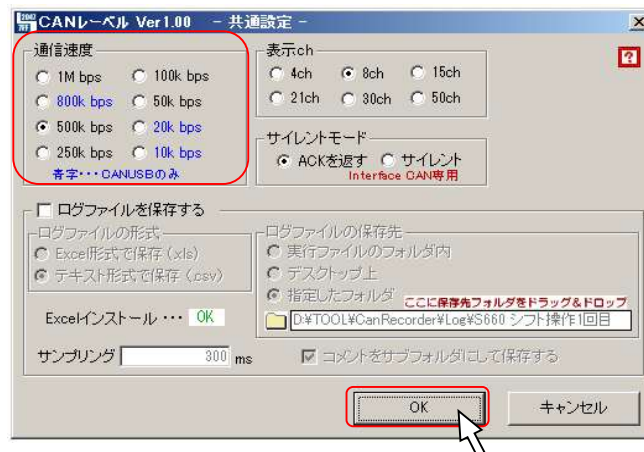 CANレーベル Ver1.00 - 共通設定 -
通信速度
1M bps
100k bps
800k bps
50k bps
500k bps
20k bps
250k bps
10k bps
青字・・・CANUSBのみ
表示ch
4ch
8ch
15ch
21ch
30ch
50ch
サイレントモード
ACKを返す
サイレント
Interface CAN専用
ログファイルを保存する
ログファイルの形式
Excel形式で保存(.xls)
テキスト形式で保存(.csv)
Excelインストール・・・ OK
サンプリング 300 ms
ログファイルの保存先
実行ファイルのフォルダ内
デスクトップ上
指定したフォルダ
ここに保存先フォルダをドラッグ&ドロップ
D:¥TOOL¥CanRecorder¥Log¥S660 シフト操作1回目
コメントをサブフォルダにして保存する
OK
キャンセル